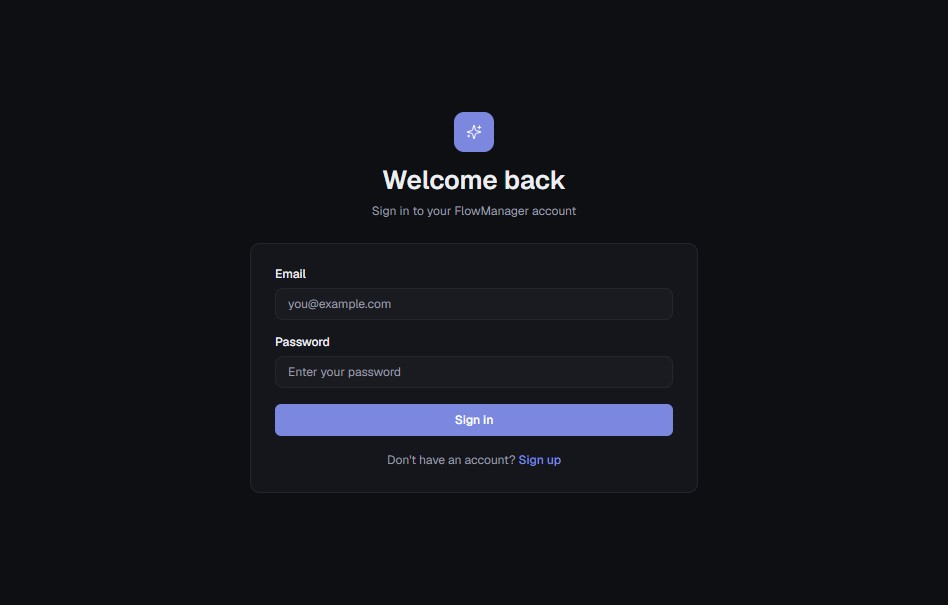 Welcome back
Sign in to your FlowManager account
Email
you@example.com
Password
Enter your password
Sign in
Don't have an account? Sign up